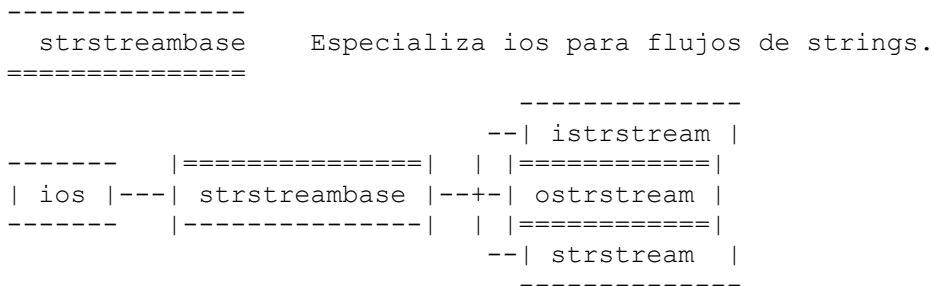 ---------------
  strstreambase    Especializa ios para flujos de strings.
===============
                                --------------
                              --| istrstream |
-------   |===============|  | |============|
| ios |---| strstreambase |--+-| ostrstream |
-------   |---------------|  | |============|
                              --| strstream  |
                                --------------